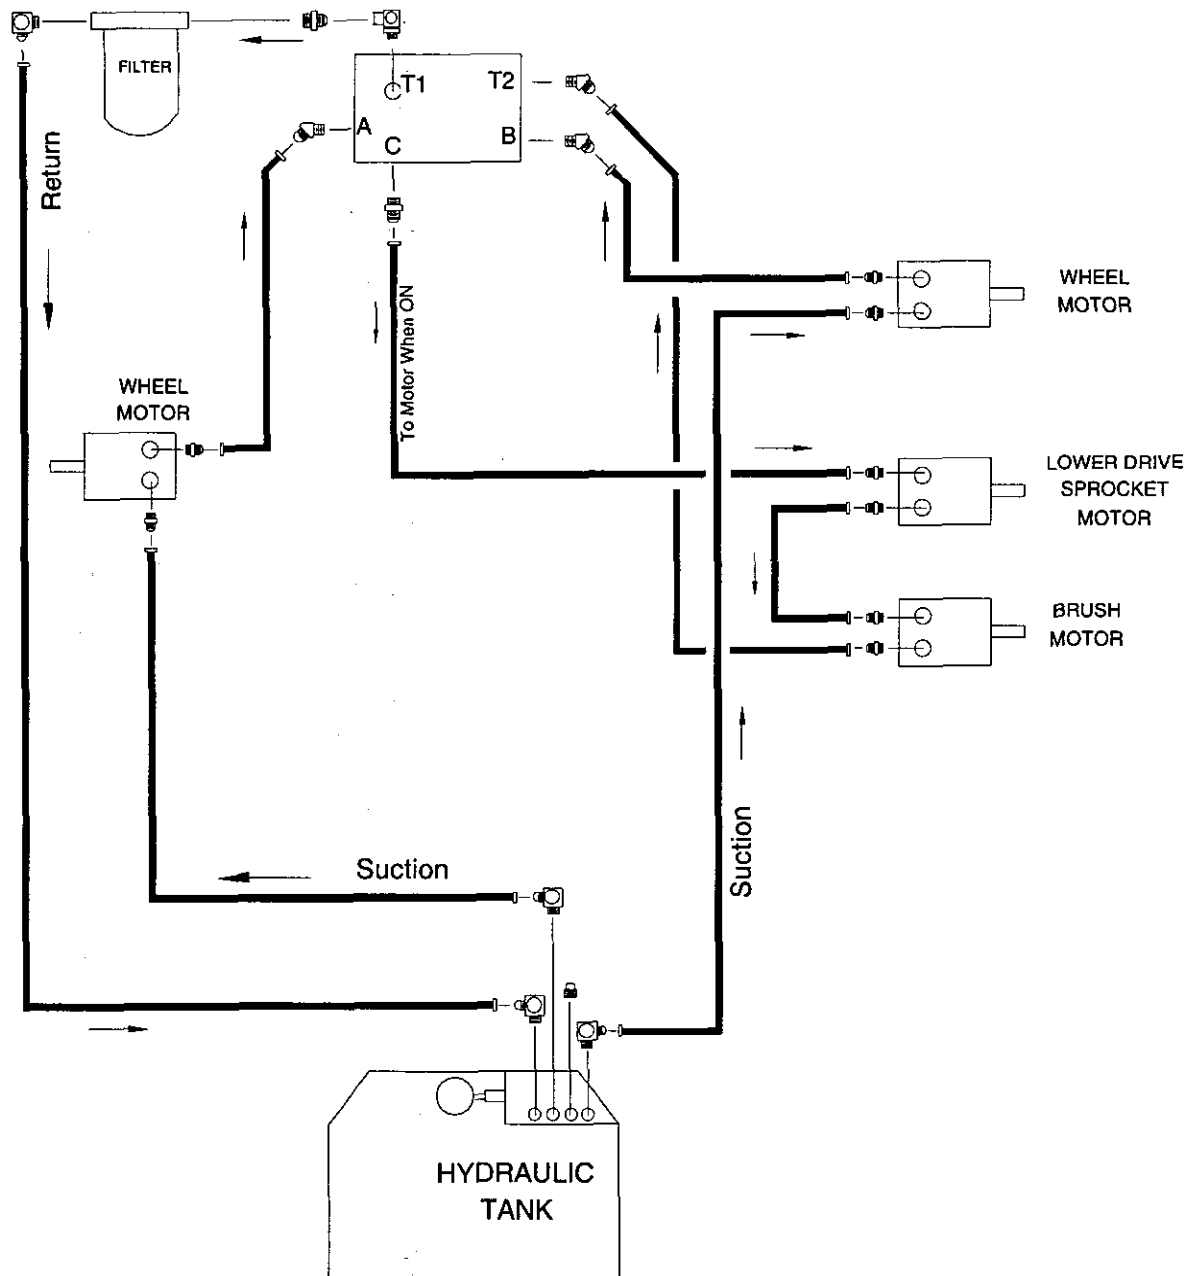 FILTER
T1
T2
A
B
C
Return
To Motor When ON
WHEEL
MOTOR
WHEEL
MOTOR
LOWER DRIVE
SPROCKET
MOTOR
BRUSH
MOTOR
Suction
Suction
HYDRAULIC
TANK